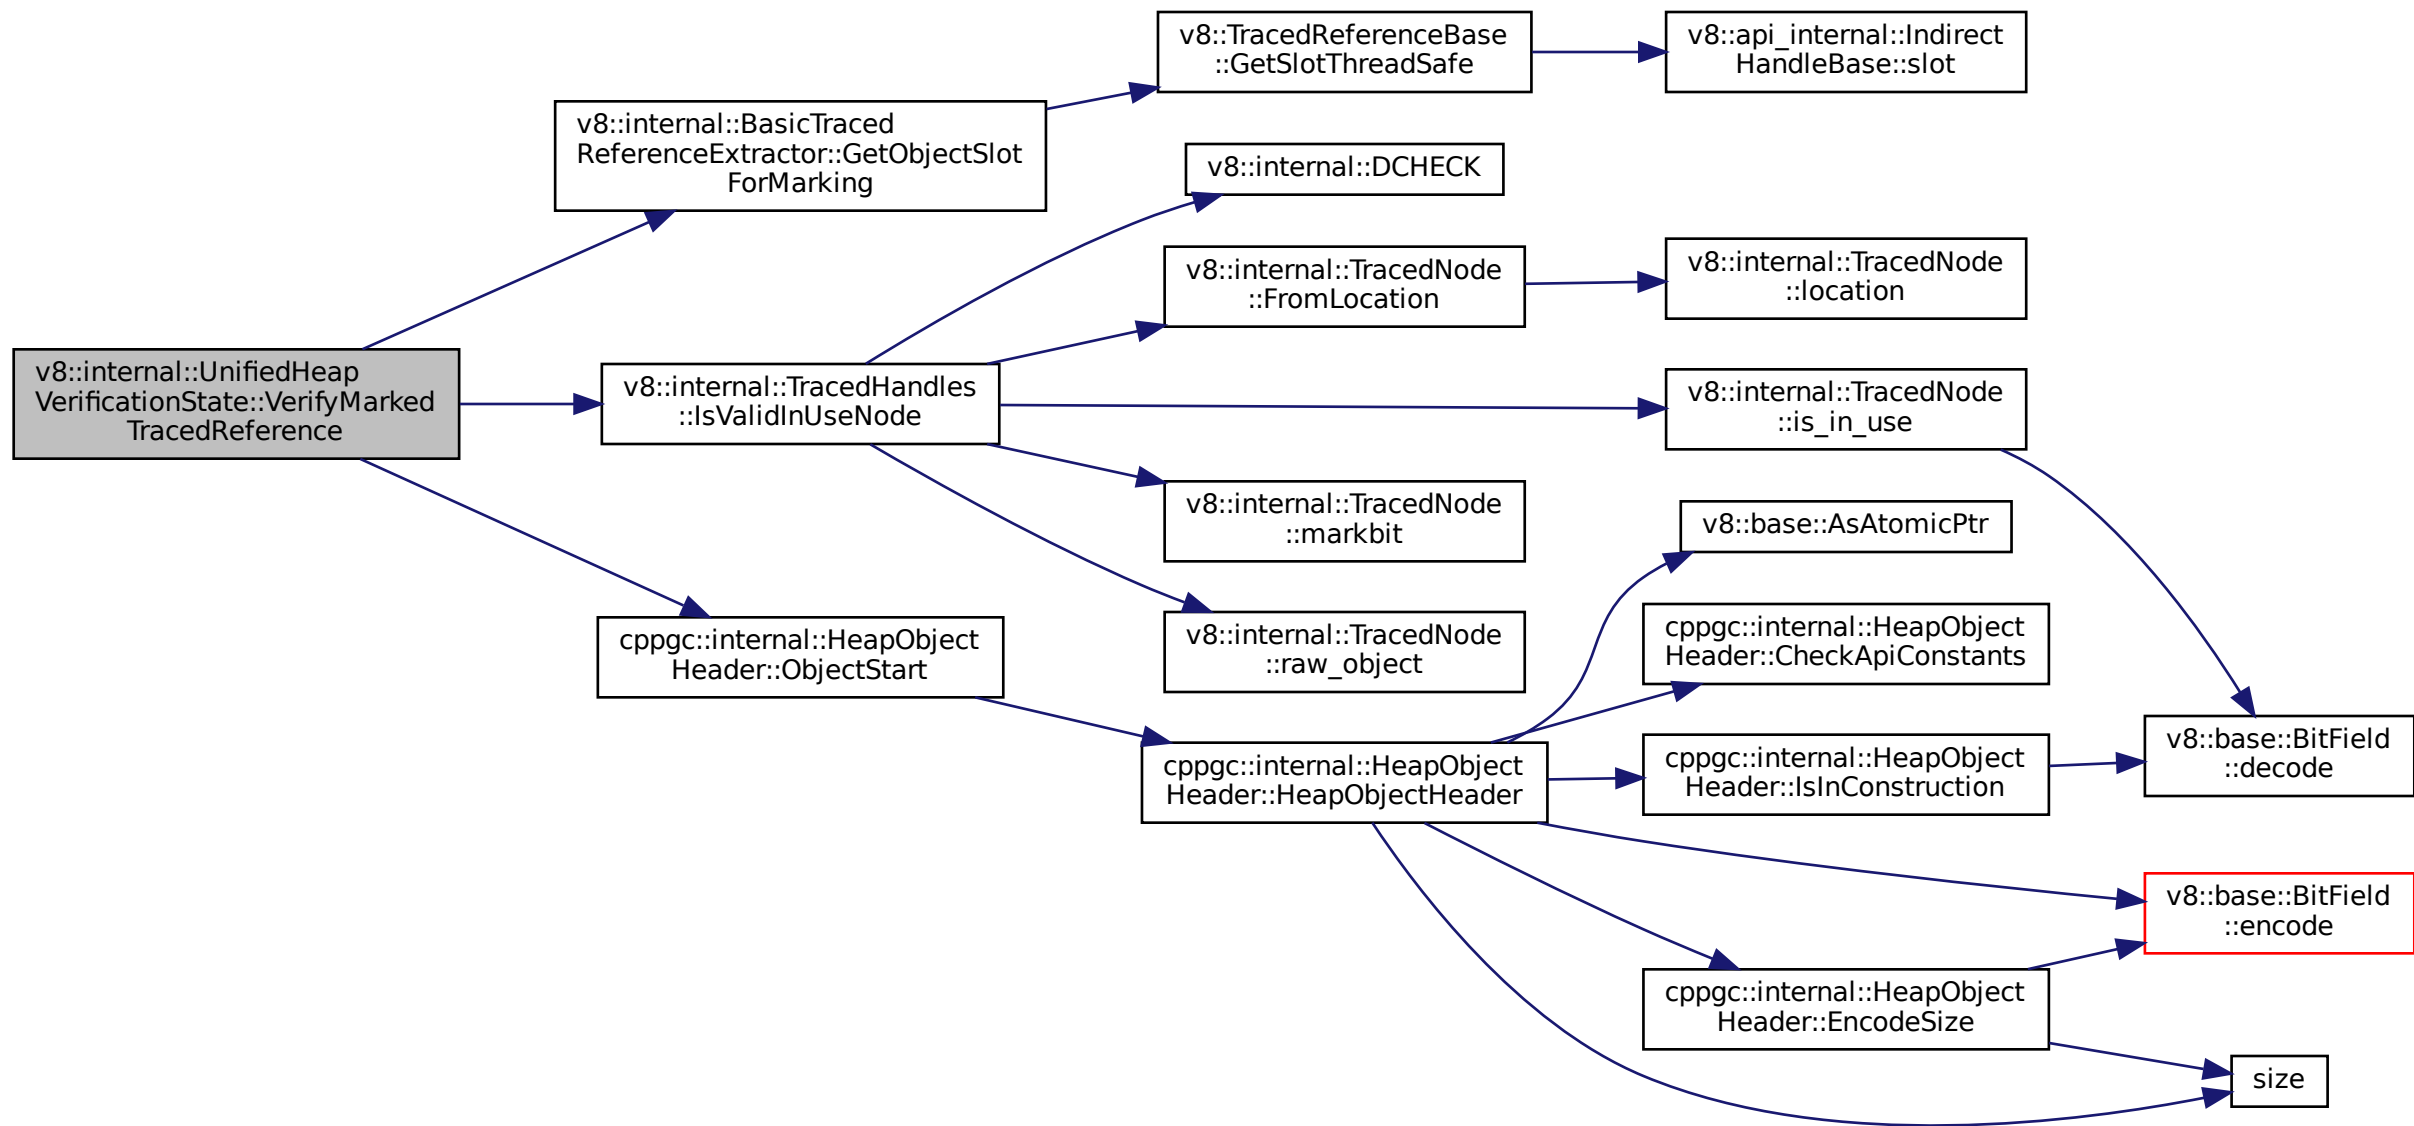 v8::internal::UnifiedHeap
VerificationState::VerifyMarked
TracedReference
v8::internal::BasicTraced
ReferenceExtractor::GetObjectSlot
ForMarking
v8::internal::TracedHandles
::IsValidInUseNode
cppgc::internal::HeapObject
Header::ObjectStart
v8::TracedReferenceBase
::GetSlotThreadSafe
v8::internal::DCHECK
v8::internal::TracedNode
::FromLocation
v8::internal::TracedNode
::markbit
v8::internal::TracedNode
::raw_object
cppgc::internal::HeapObject
Header::HeapObjectHeader
v8::api_internal::Indirect
HandleBase::slot
v8::internal::TracedNode
::location
v8::internal::TracedNode
::is_in_use
v8::base::AsAtomicPtr
cppgc::internal::HeapObject
Header::CheckApiConstants
cppgc::internal::HeapObject
Header::IsInConstruction
cppgc::internal::HeapObject
Header::EncodeSize
v8::base::BitField
::decode
v8::base::BitField
::encode
size